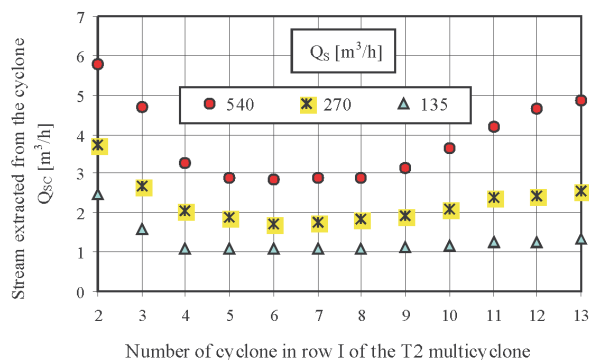 Stream extracted from the cyclone
Q_SC [m³/h]
7
6
5
4
3
2
1
0
Q_S [m³/h]
540 270 135
2 3 4 5 6 7 8 9 10 11 12 13
Number of cyclone in row I of the T2 multicyclone